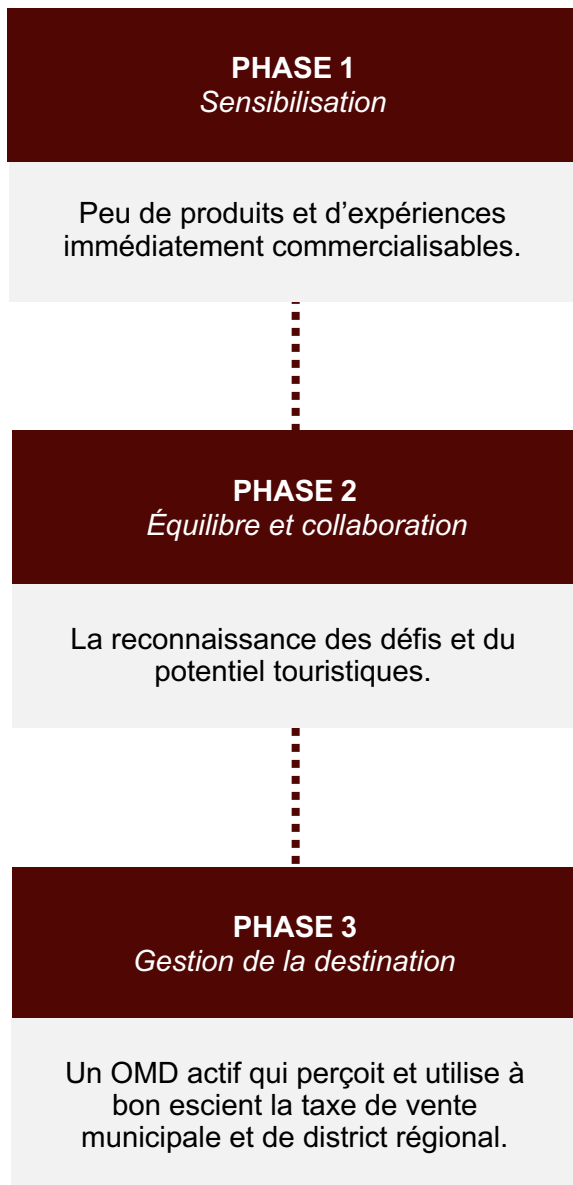 PHASE 1
Sensibilisation
Peu de produits et d’expériences
immédiatement commercialisables.
PHASE 2
Équilibre et collaboration
La reconnaissance des défis et du
potentiel touristiques.
PHASE 3
Gestion de la destination
Un OMD actif qui perçoit et utilise à
bon escient la taxe de vente
municipale et de district régional.